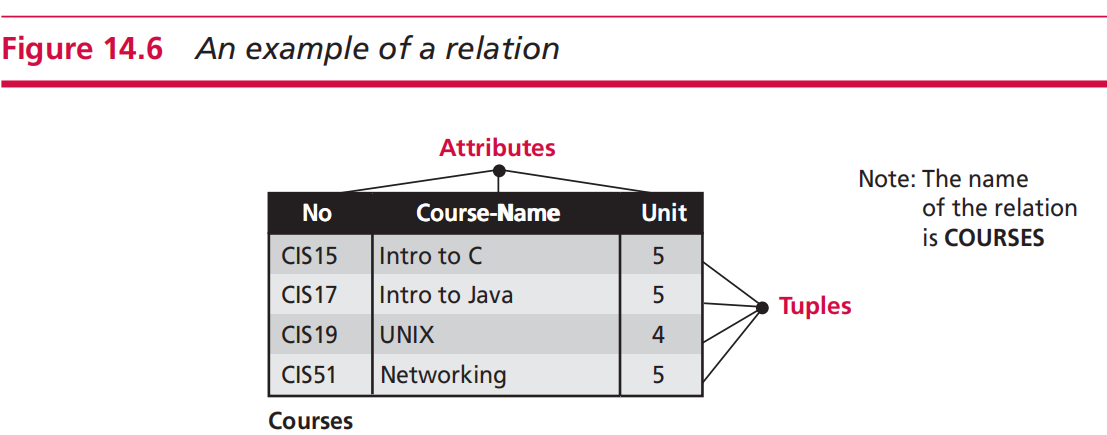 Figure 14.6 An example of a relation
Attributes
Note: The name
of the relation
is COURSES
No Course-Name Unit
CIS15 Intro to C 5
CIS17 Intro to Java 5
CIS19 UNIX 4
CIS51 Networking 5
Tuples
Courses